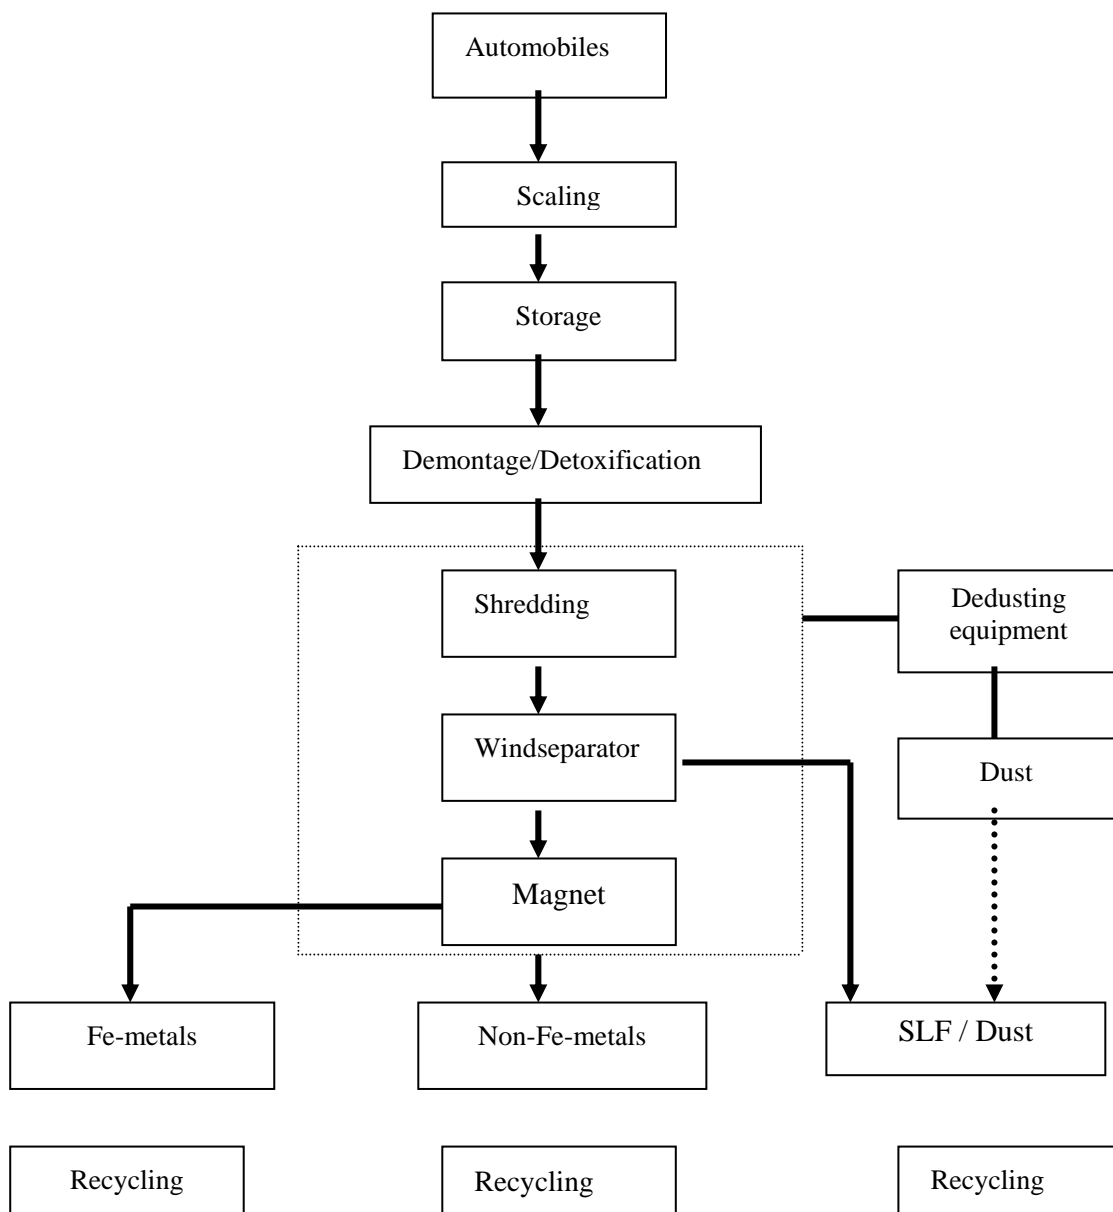 Automobiles
Scaling
Storage
Demontage/Detoxification
Shredding
Dedusting
equipment
Windseparator
Dust
Magnet
Fe-metals
Non-Fe-metals
SLF / Dust
Recycling
Recycling
Recycling